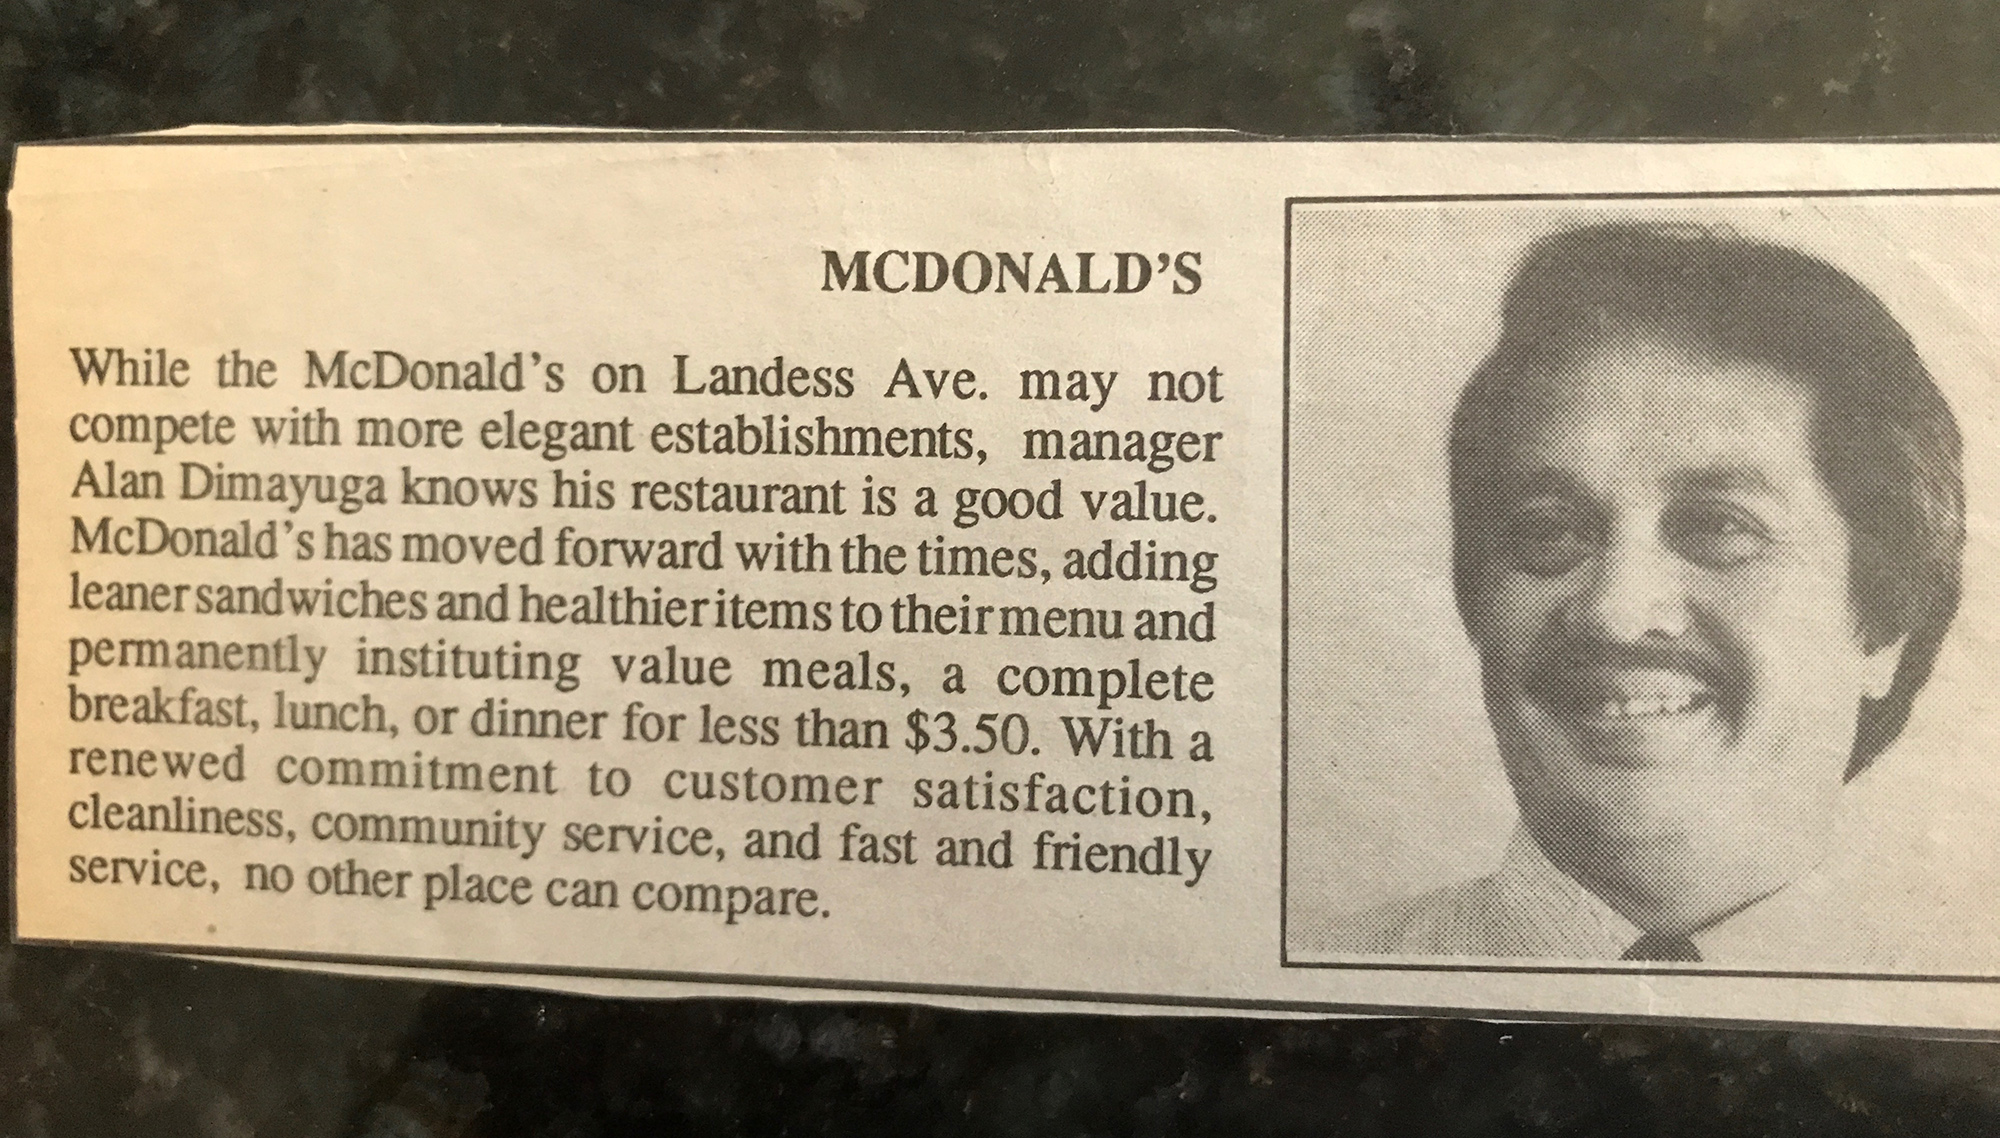 MCDONALD'S
While the McDonald's on Landess Ave. may not
compete with more elegant establishments, manager
Alan Dimayuga knows his restaurant is a good value.
McDonald's has moved forward with the times, adding
leaner sandwiches and healthier items to their menu and
permanently instituting value meals, a complete
breakfast, lunch, or dinner for less than $3.50. With a
renewed commitment to customer satisfaction,
cleanliness, community service, and fast and friendly
service, no other place can compare.